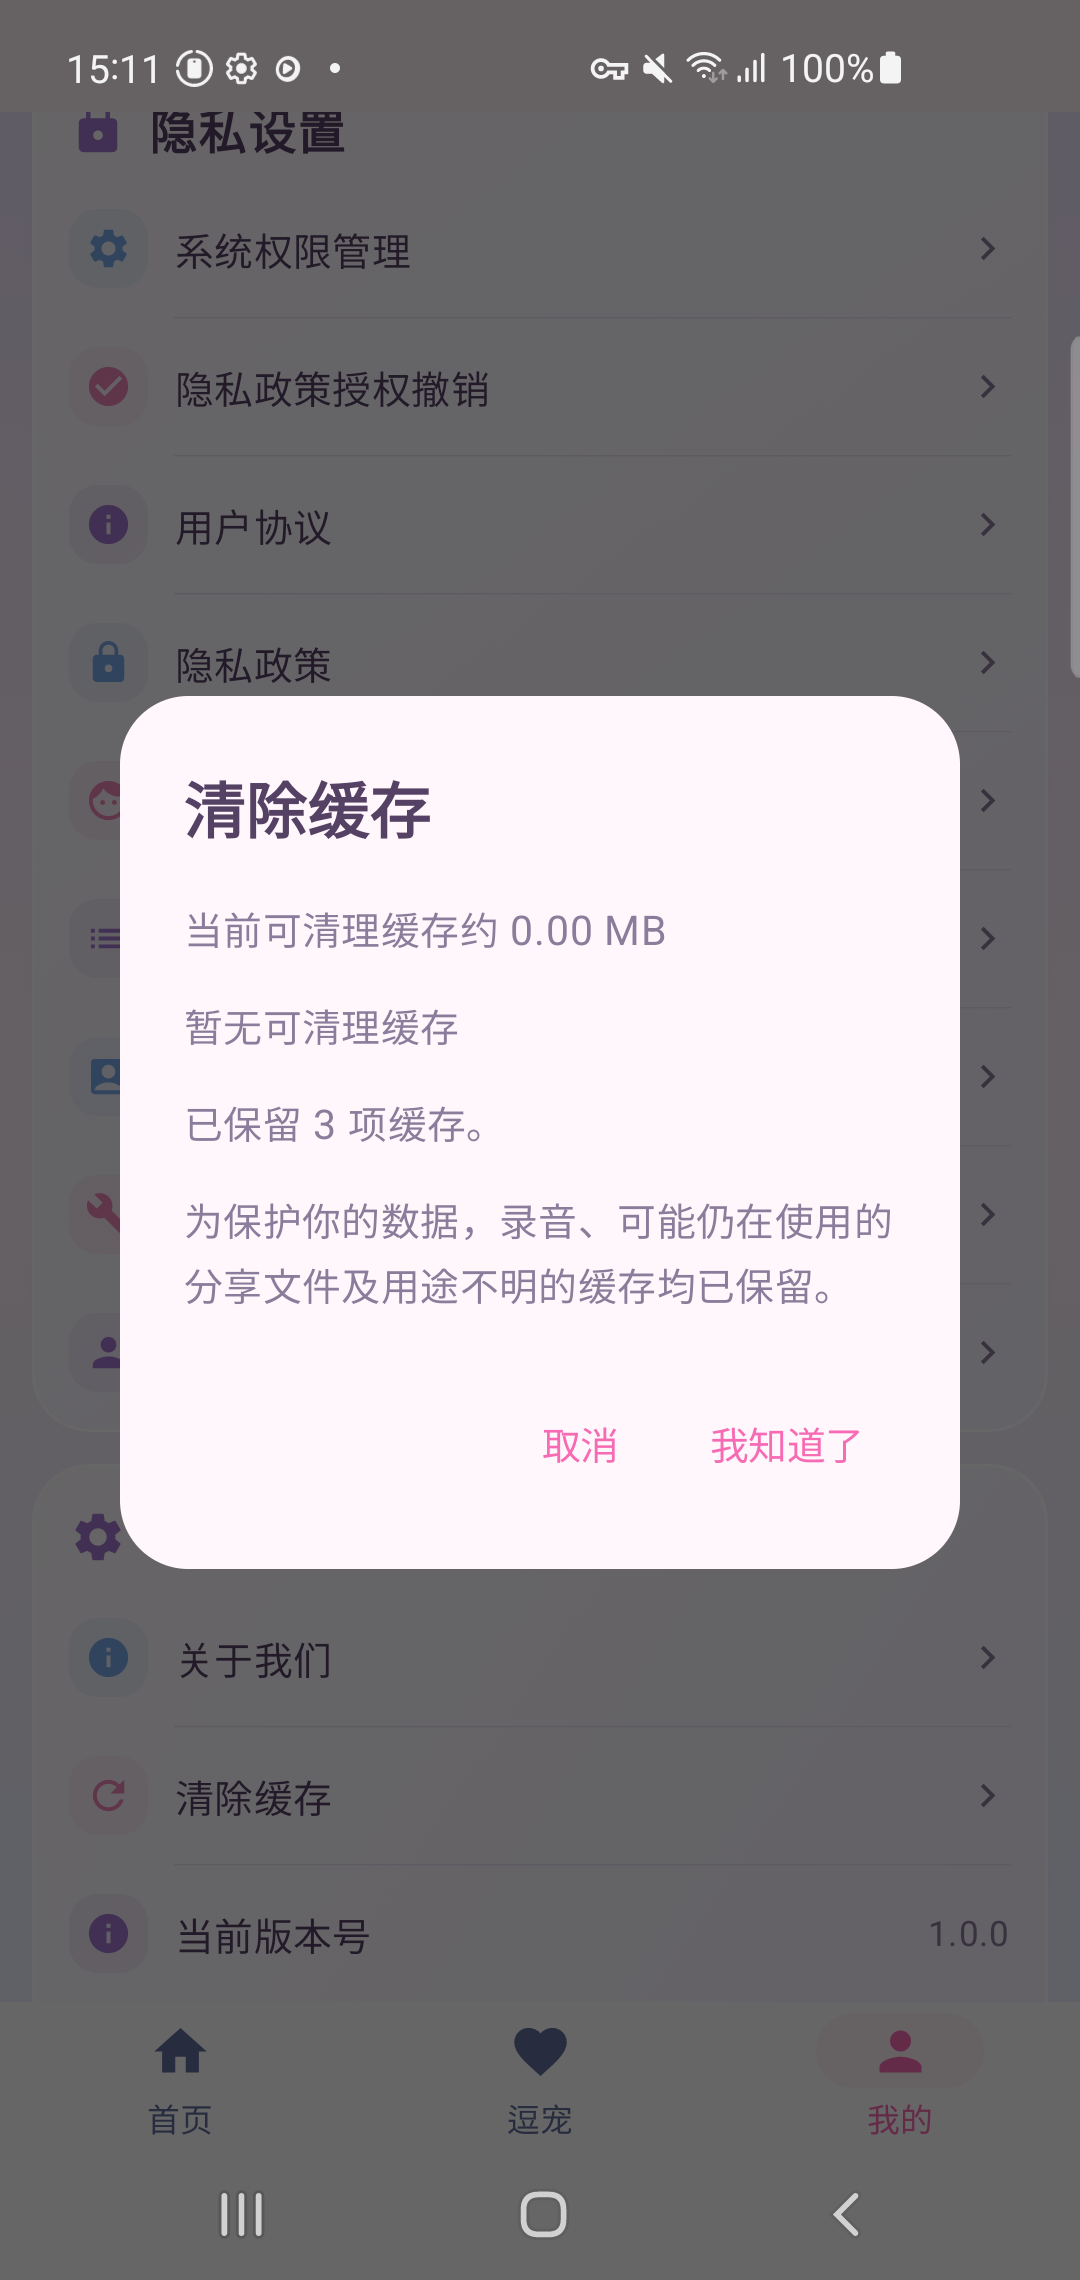 15:11
100%
隐私设置
系统权限管理
隐私政策授权撤销
用户协议
隐私政策
清除缓存
当前可清理缓存约 0.00 MB
暂无可清理缓存
已保留 3 项缓存。
为保护你的数据，录音、可能仍在使用的
分享文件及用途不明的缓存均已保留。
取消
我知道了
关于我们
清除缓存
当前版本号
1.0.0
首页
逗宠
我的